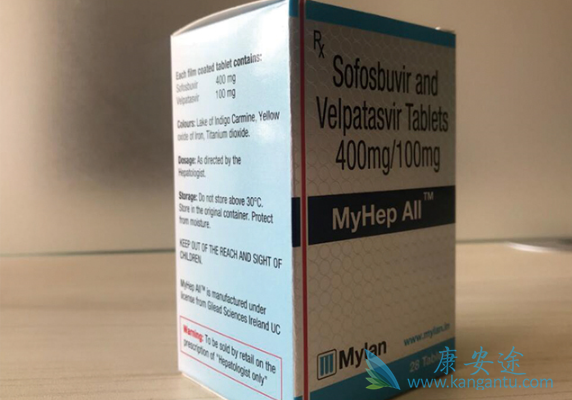 Each film coated tablet contains:
Sofosbuvir 400 mg
Velpatasvir 100 mg
Colours: Lake of Indigo Carmine, Yellow
oxide of Iron, Titanium dioxide.
Dosage: As directed by the
Hepatologist.
Storage: Do not store above 30°C.
Store in the original container. Protect
from moisture.
KEEP OUT OF THE REACH AND SIGHT OF
CHILDREN.
MyHep All™ is manufactured under
license from Gilead Sciences Ireland UC
Warning: To be sold by retail on the
prescription of "Hepatologist only"
Rx
Sofosbuvir and
Velpatasvir Tablets
400mg/100mg
MyHep All™
www.mylan.in
Mylan
28 Tablets
康安途
www.kangantu.com